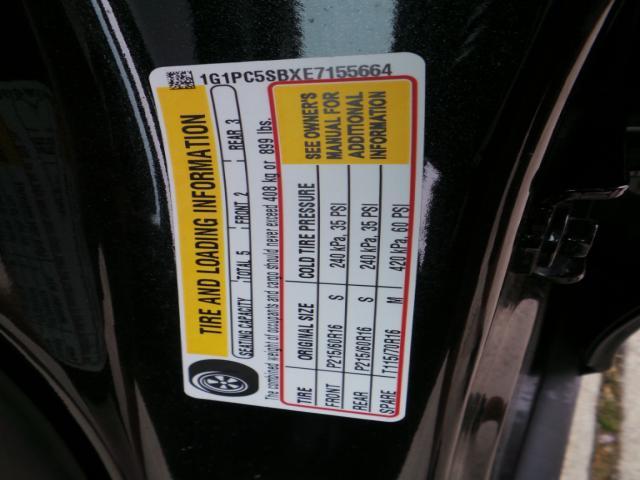 1G1PC5SBXE7155664
TIRE AND LOADING INFORMATION
SEATING CAPACITY : TOTAL 5 : FRONT 2 REAR 3
The combined weight of occupants and cargo should never exceed 408 kg or 899 lbs.
TIRE ORIGINAL SIZE COLD TIRE PRESSURE
FRONT P215/60R16 S 240 kPa, 35 PSI
REAR P215/60R16 S 240 kPa, 35 PSI
SPARE T115/70R16 M 420 kPa, 60 PSI
SEE OWNER'S
MANUAL FOR
ADDITIONAL
INFORMATION